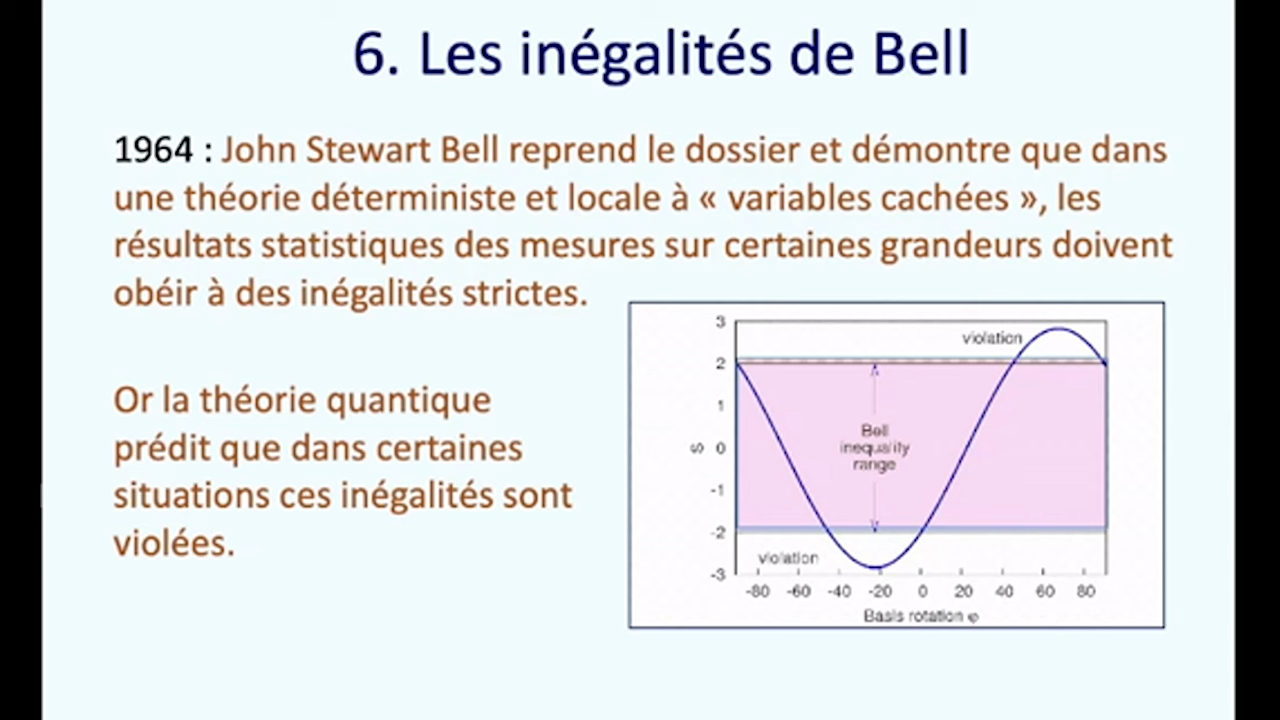 6. Les inégalités de Bell
1964 : John Stewart Bell reprend le dossier et démontre que dans
une théorie déterministe et locale à « variables cachées », les
résultats statistiques des mesures sur certaines grandeurs doivent
obéir à des inégalités strictes.
Or la théorie quantique
prédit que dans certaines
situations ces inégalités sont
violées.
3
violation
2
1
Bell
S 0 inequality
range
-1
-2
violation
-3
-80 -60 -40 -20 0 20 40 60 80
Basis rotation φ